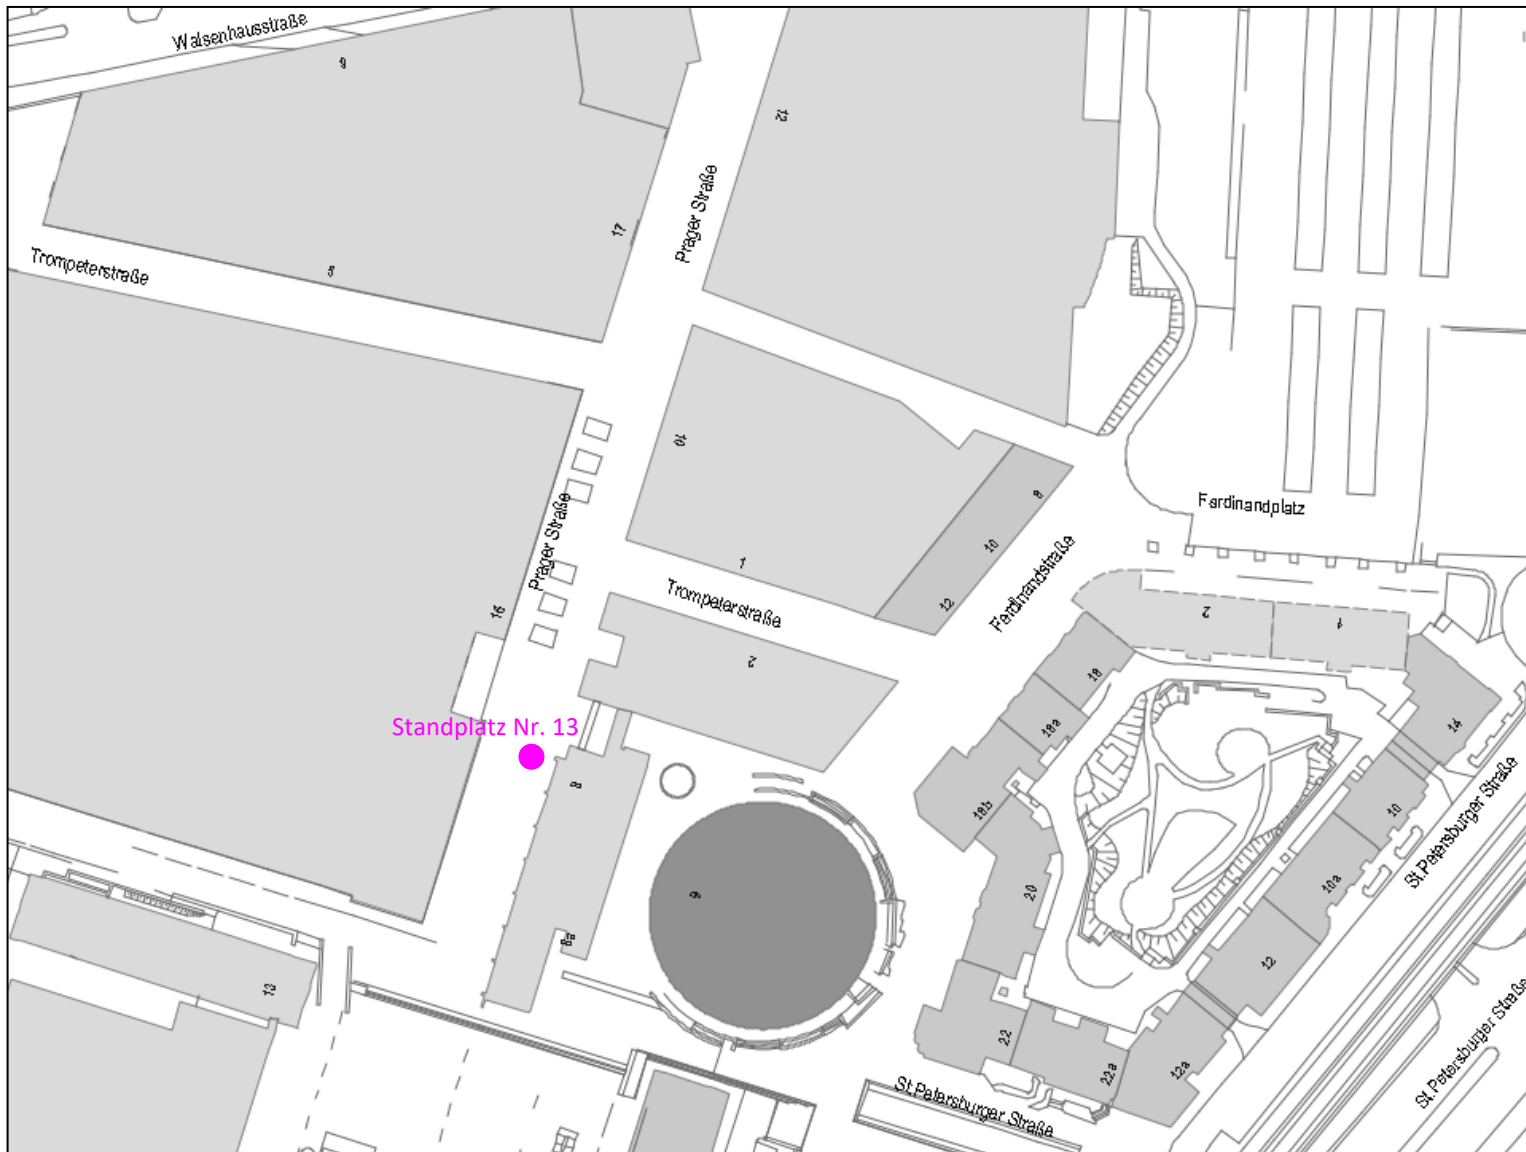 Waisenhausstraße
9
12
Prager Straße
17
Trompeterstraße
5
10
8
Ferdinandplatz
Prager Straße
10
1
Ferdinandstraße
Trompeterstraße
12
16
2
4
2
18
14
18a
Standplatz Nr. 13
St.Petersburger Straße
8
10
18b
10a
20
6
8a
12
13
St.Petersburger Straße
22
22a
12a
St.Petersburger Straße